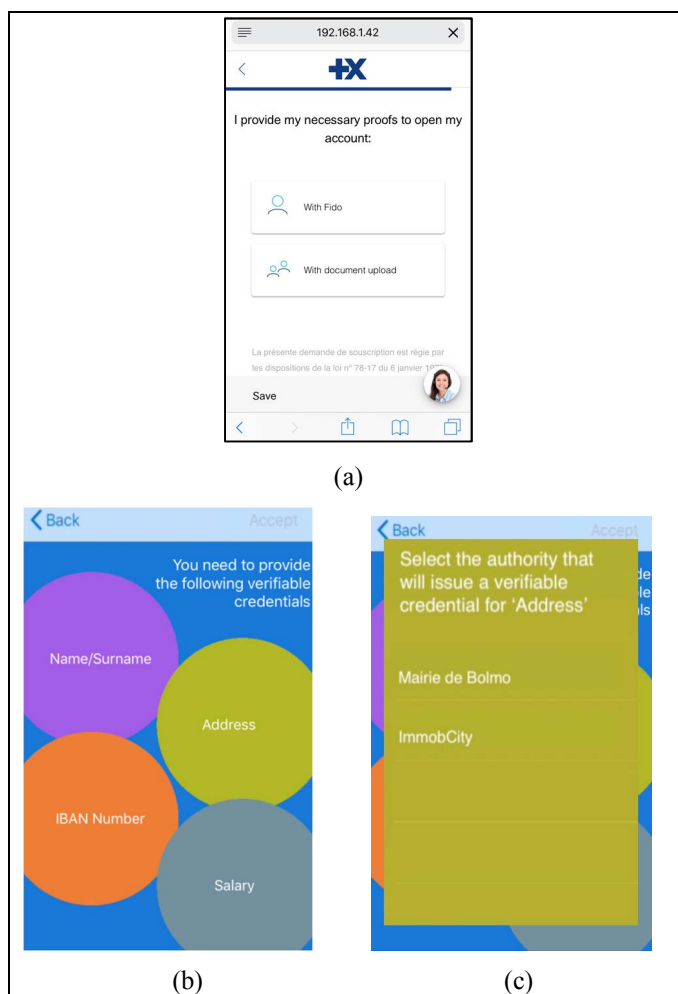 192.168.1.42
+X
I provide my necessary proofs to open my
account:
With Fido
With document upload
La présente demande de souscription est régie par
les dispositions de la loi n° 78-17 du 6 janvier
Save
(a)
Back Accept
You need to provide
the following verifiable
credentials
Name/Surname
Address
IBAN Number
Salary
(b)
Back Accept
Select the authority that
will issue a verifiable
credential for 'Address'
Mairie de Bolmo
ImmobCity
(c)